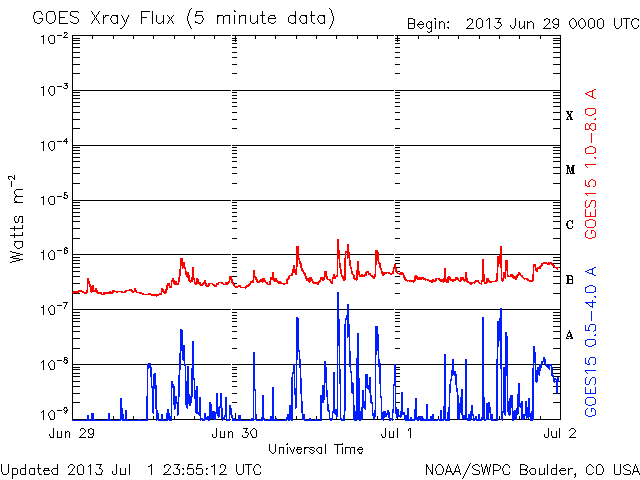 GOES Xray Flux (5 minute data)
Begin: 2013 Jun 29 0000 UTC
10⁻²
10⁻³
10⁻⁴
10⁻⁵
10⁻⁶
10⁻⁷
10⁻⁸
10⁻⁹
Watts m⁻²
X
M
C
B
A
GOES15 1.0-8.0 A
GOES15 0.5-4.0 A
Jun 29
Jun 30
Jul 1
Jul 2
Universal Time
Updated 2013 Jul 1 23:55:12 UTC
NOAA/SWPC Boulder, CO USA